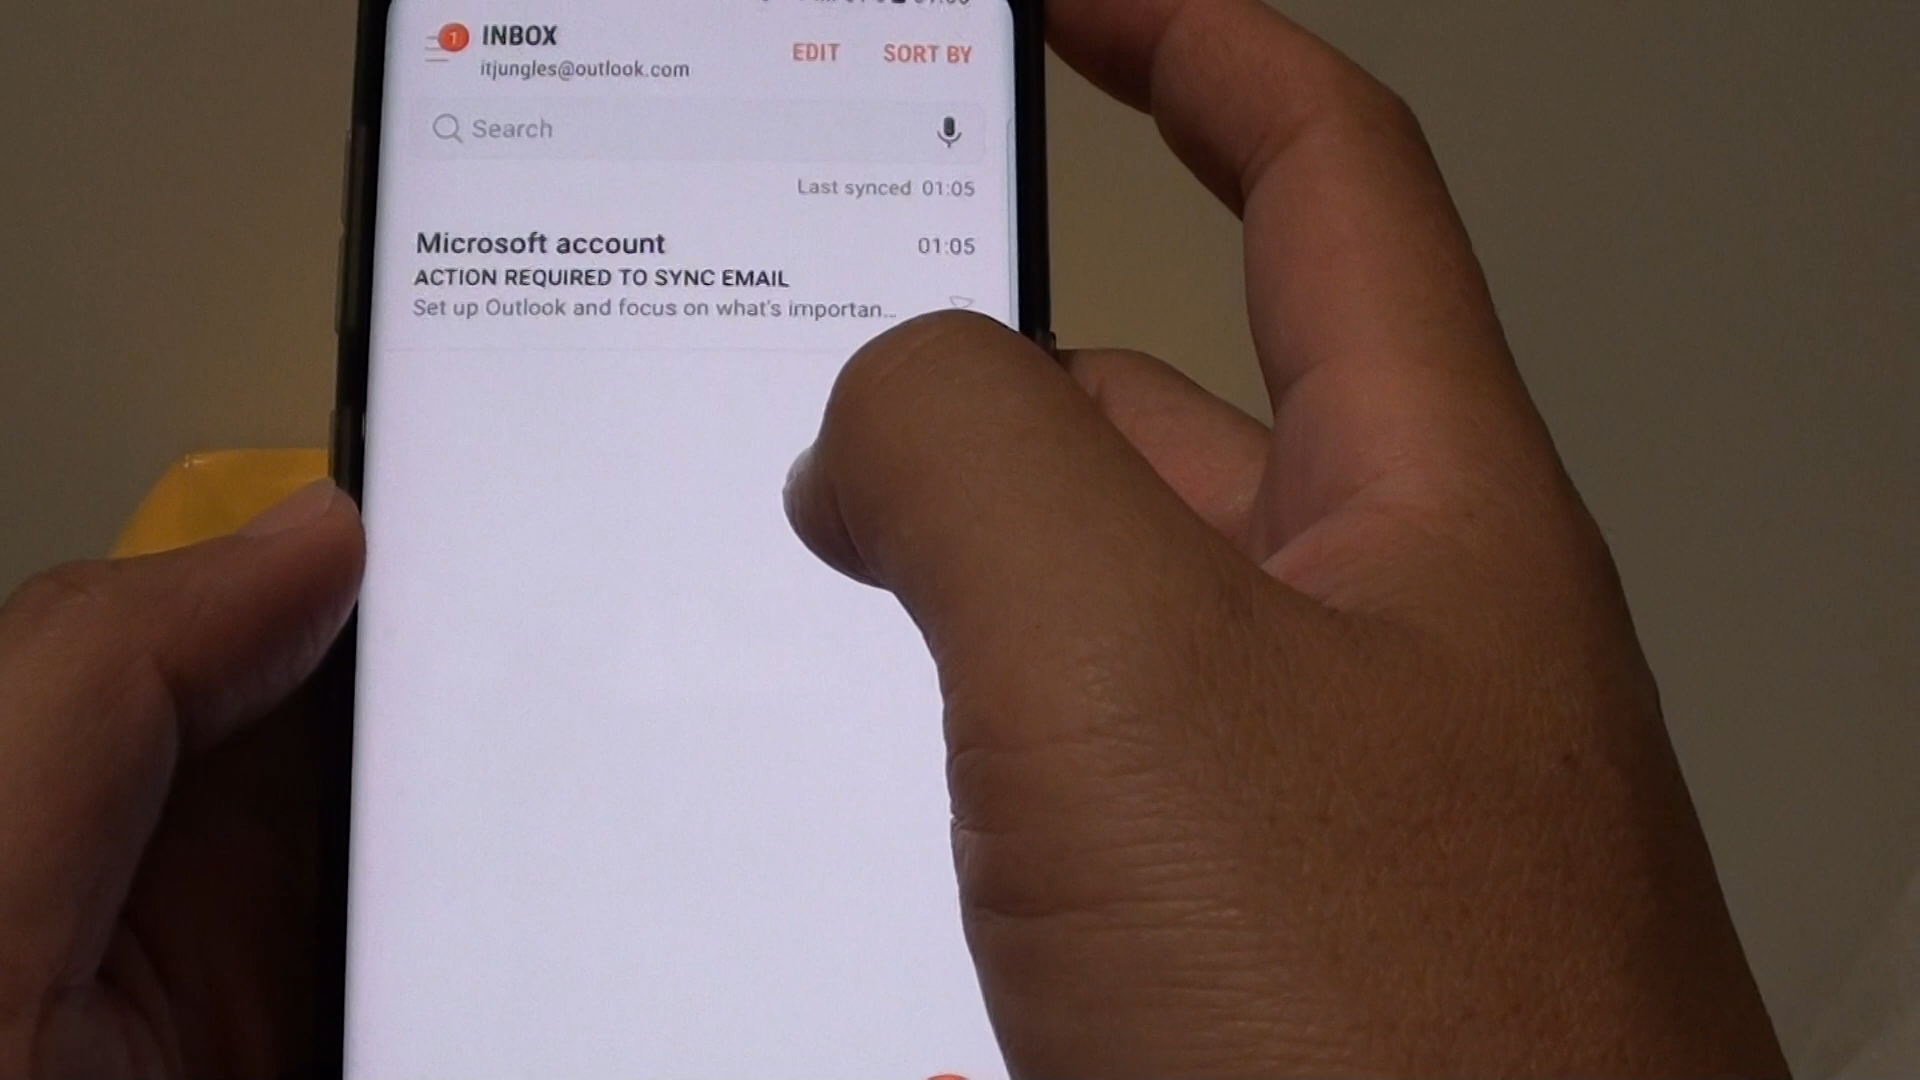 1
INBOX
itjungles@outlook.com
EDIT
SORT BY
Search
Last synced 01:05
Microsoft account
01:05
ACTION REQUIRED TO SYNC EMAIL
Set up Outlook and focus on what's importan...